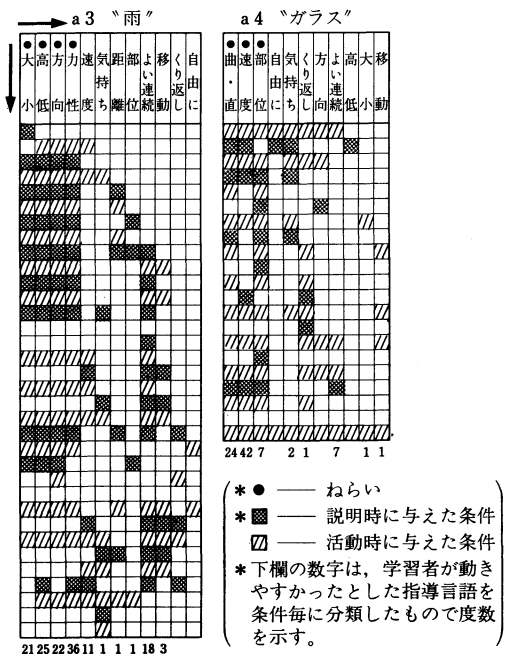 a3 〝雨〟
大小
高低
方向
力性
速度
気持ち
距離
部位
よい連続
移動
くり返し
自由に
21 25 22 36 11 1 1 1 18 3
a4 〝ガラス〟
曲・直
速度
部位
自由に
気持ち
くり返し
方向
よい連続
高低
大小
移動
24 42 7 2 1 7 1 1
*● ―― ねらい
*▩ ―― 説明時に与えた条件
▨ ―― 活動時に与えた条件
*下欄の数字は,学習者が動き
やすかったとした指導言語を
条件毎に分類したもので度数
を示す。